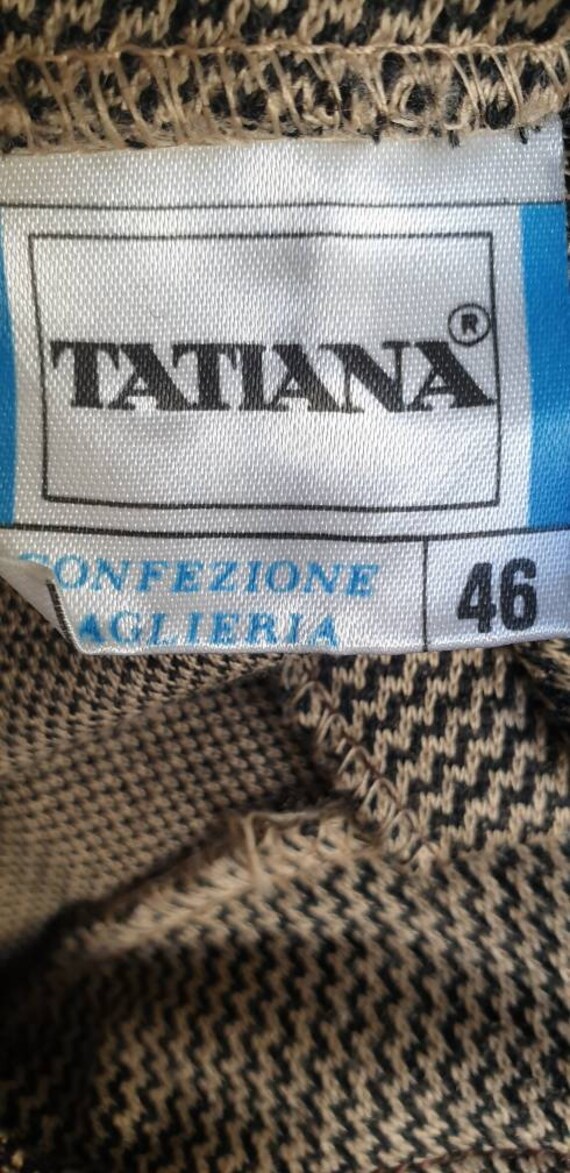 TATIANA®
CONFEZIONE
AGLIERIA
46